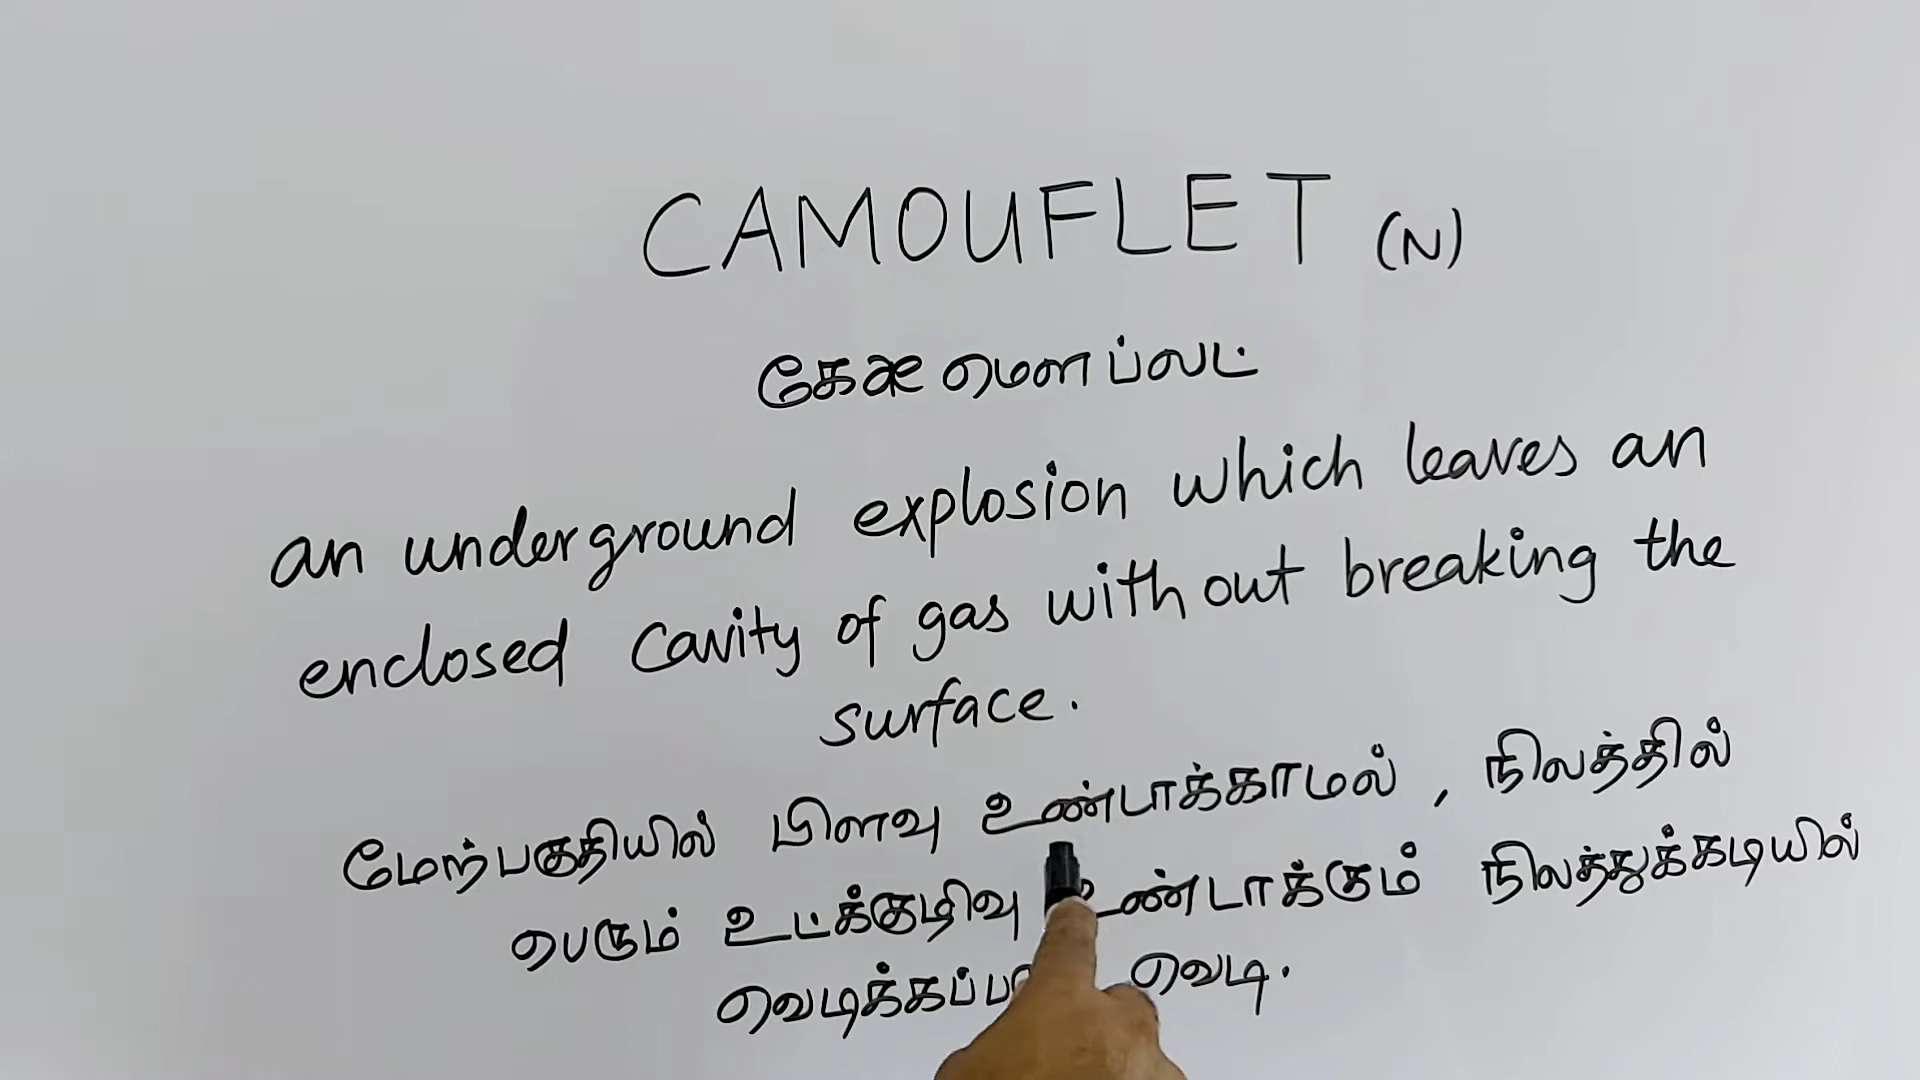 CAMOUFLET (N)
கேமௌப்லட்
an underground explosion which leaves an
enclosed cavity of gas without breaking the
surface.
மேற்பகுதியில் பிளவு உண்டாக்காமல், நிலத்தில்
பெரும் உட்க்குழிவு உண்டாக்கும் நிலத்துக்கடியில்
வெடி.